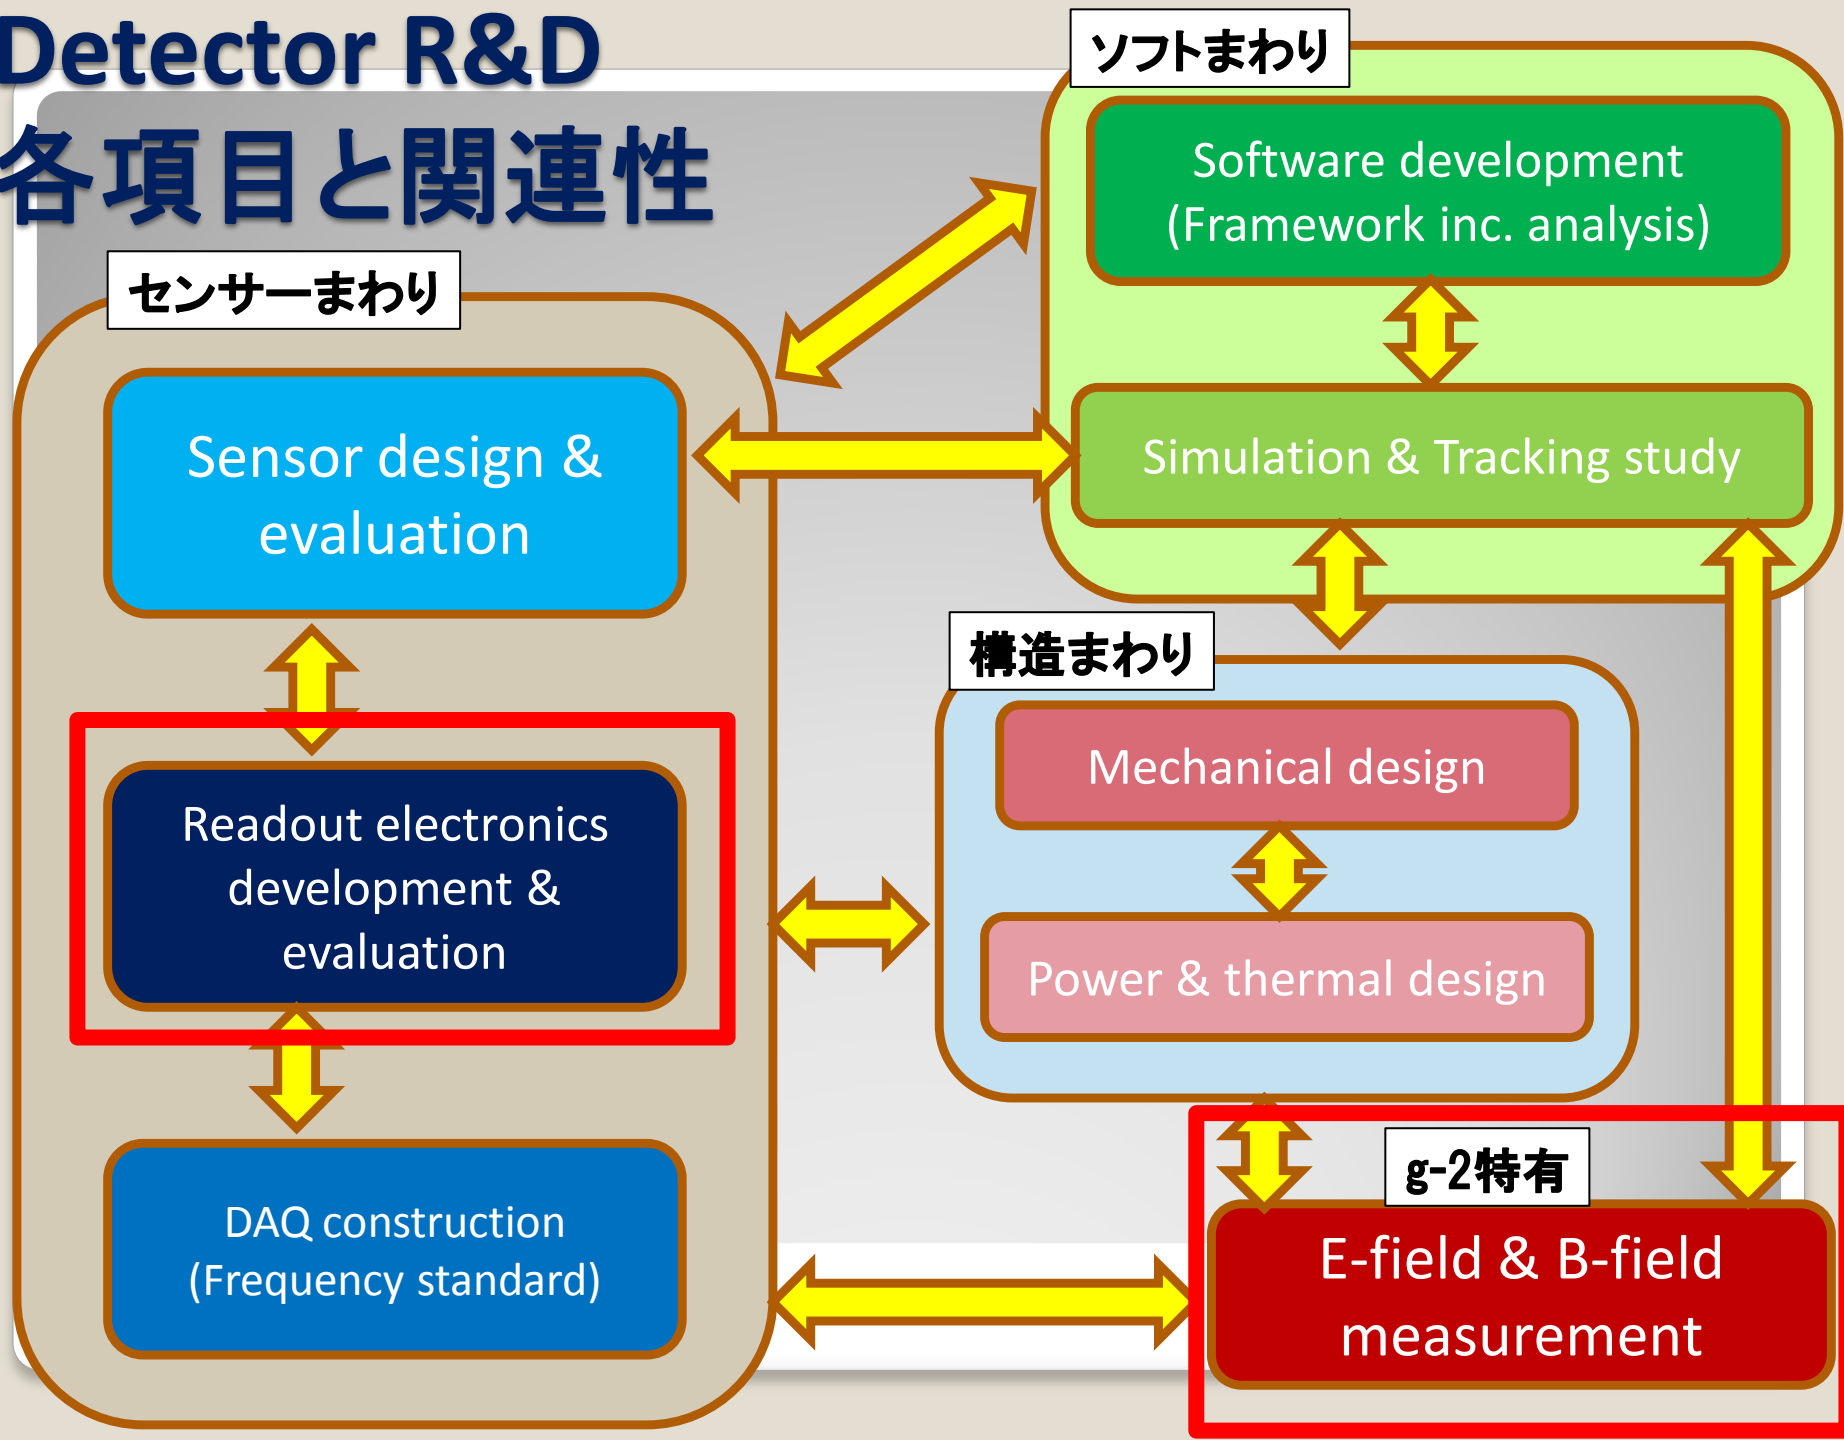 Detector R&D
各項目と関連性
ソフトまわり
Software development
(Framework inc. analysis)
Simulation & Tracking study
センサーまわり
Sensor design &
evaluation
Readout electronics
development &
evaluation
DAQ construction
(Frequency standard)
構造まわり
Mechanical design
Power & thermal design
g-2特有
E-field & B-field
measurement